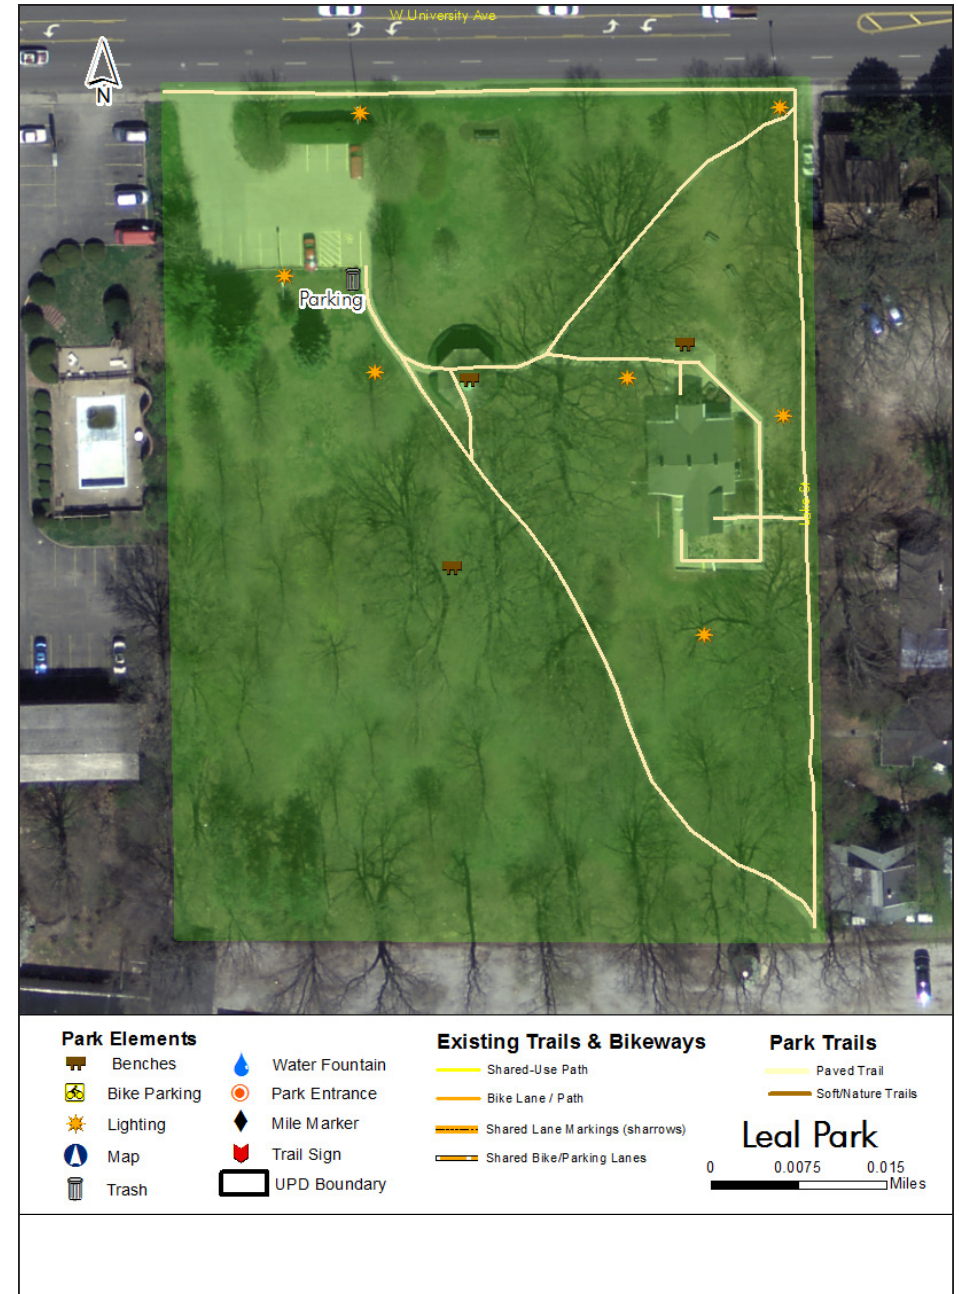 W University Ave
N
Parking
Lake St
Park Elements
Benches
Bike Parking
Lighting
Map
Trash
Water Fountain
Park Entrance
Mile Marker
Trail Sign
UPD Boundary
Existing Trails & Bikeways
Shared-Use Path
Bike Lane / Path
Shared Lane Markings (sharrows)
Shared Bike/Parking Lanes
Park Trails
Paved Trail
Soft/Nature Trails
Leal Park
0 0.0075 0.015
Miles